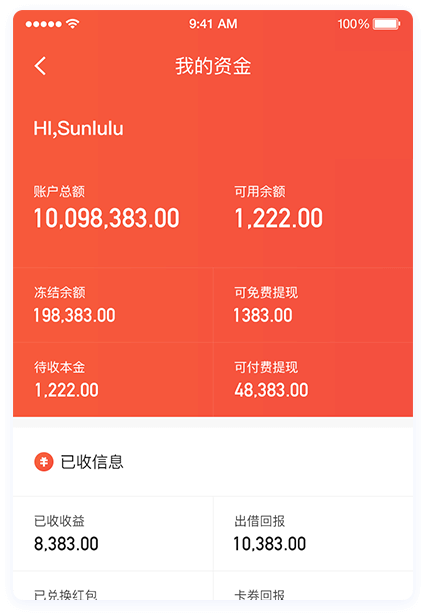 9:41 AM 100%
我的资金
HI,Sunlulu
账户总额 可用余额
10,098,383.00 1,222.00
冻结余额 可免费提现
198,383.00 1383.00
待收本金 可付费提现
1,222.00 48,383.00
已收信息
已收收益 出借回报
8,383.00 10,383.00
已兑换红包 卡券回报